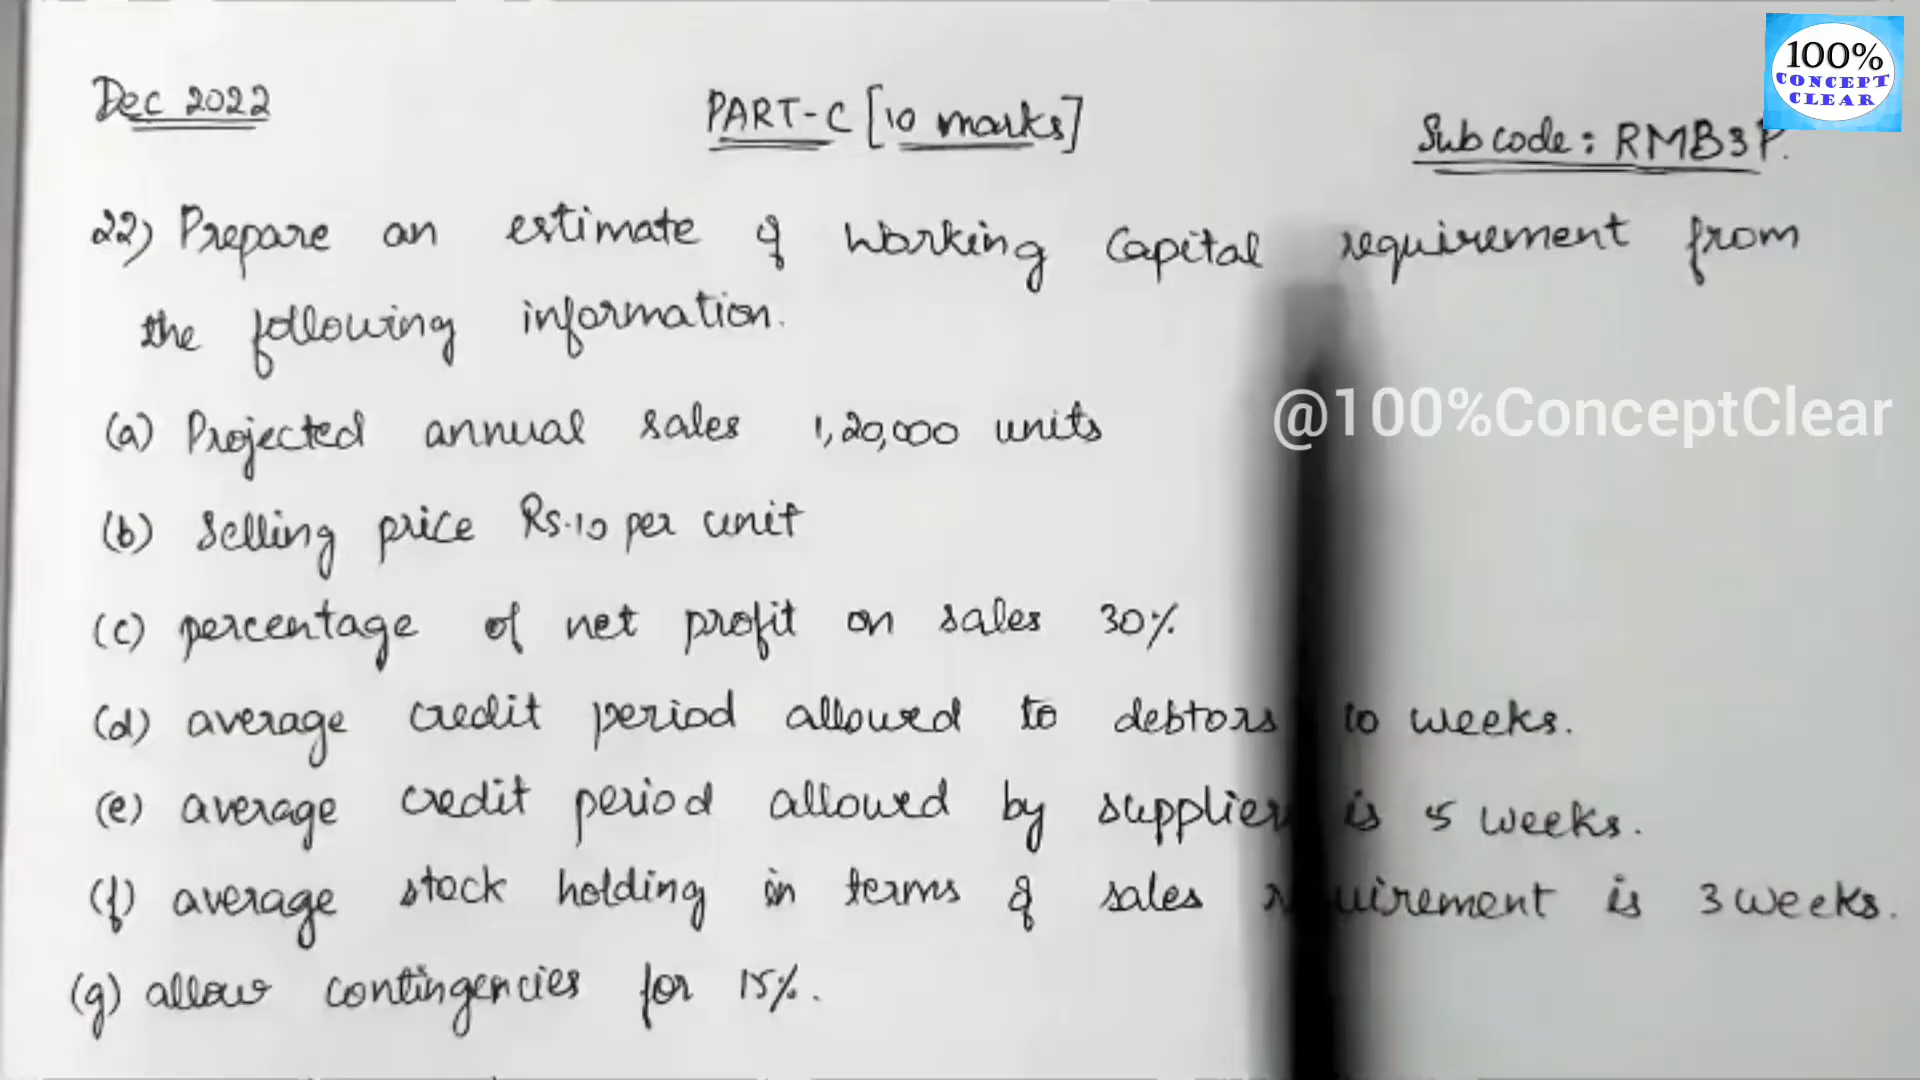 Dec 2022
PART-C [10 marks]
100%
CONCEPT
CLEAR
Sub code: RMB3P.
22) Prepare an estimate of Working Capital requirement from
the following information.
@100%ConceptClear
(a) Projected annual sales 1,20,000 units
(b) Selling price Rs.10 per unit
(c) percentage of net profit on sales 30%
(d) average credit period allowed to debtors 10 weeks.
(e) average credit period allowed by supplier is 5 weeks.
(f) average stock holding in terms of sales requirement is 3 weeks.
(g) allow contingencies for 15%.